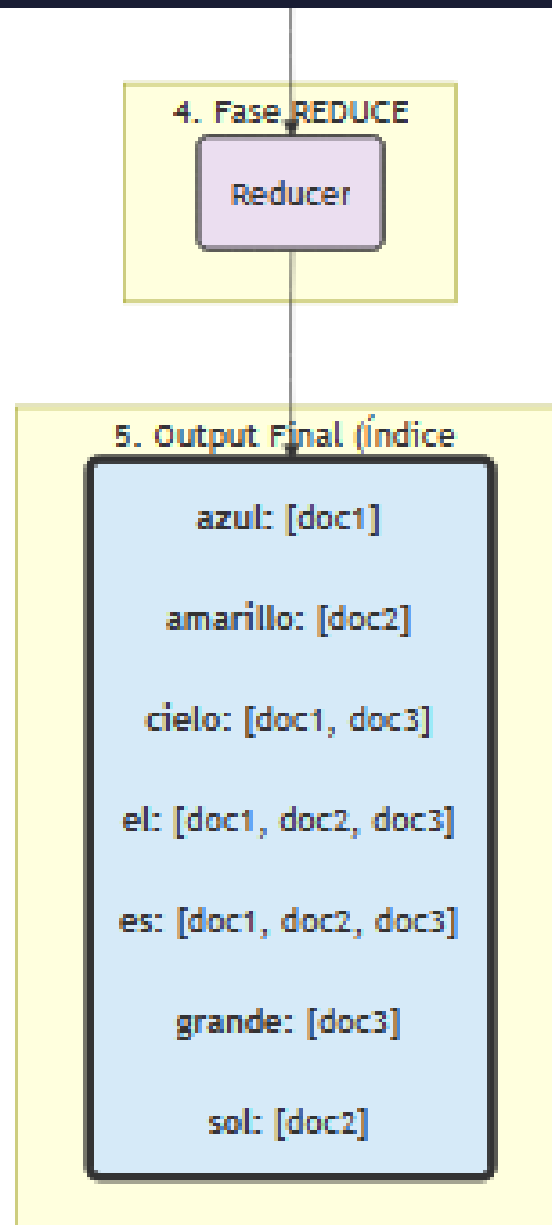 4. Fase REDUCE
Reducer
5. Output Final (Índice
azul: [doc1]
amarillo: [doc2]
cielo: [doc1, doc3]
el: [doc1, doc2, doc3]
es: [doc1, doc2, doc3]
grande: [doc3]
sol: [doc2]